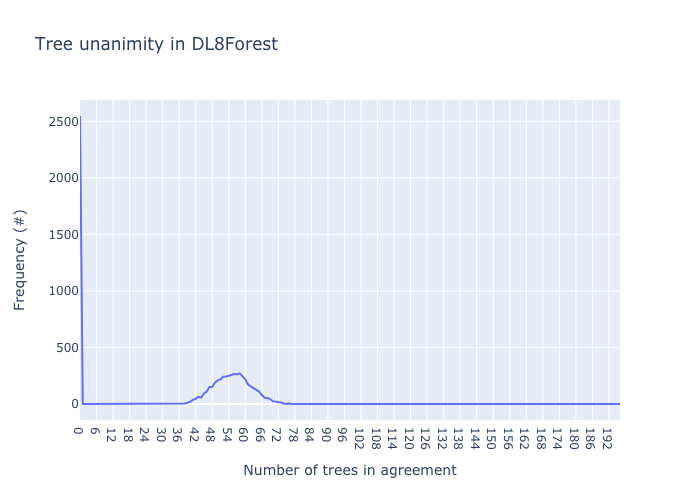 Tree unanimity in DL8Forest
2500
2000
1500
1000
500
0
Frequency (#)
0 6 12 18 24 30 36 42 48 54 60 66 72 78 84 90 96 102 108 114 120 126 132 138 144 150 156 162 168 174 180 186 192
Number of trees in agreement